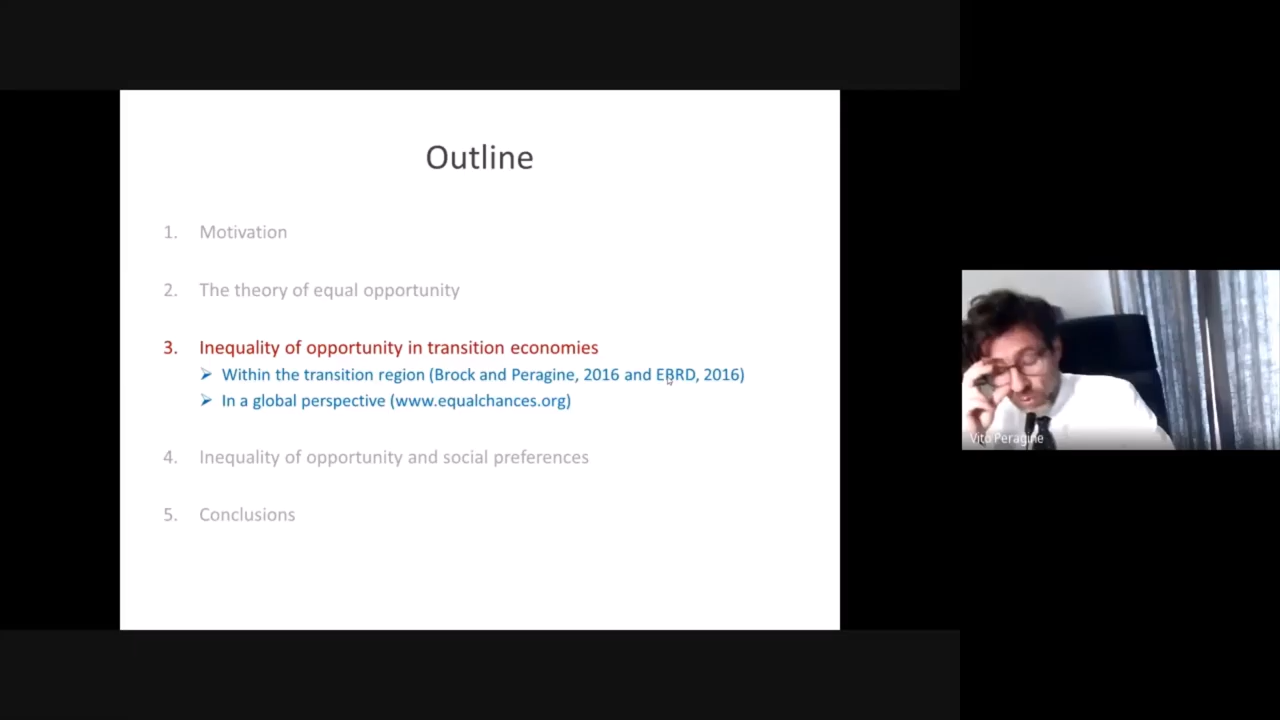 Outline
1. Motivation
2. The theory of equal opportunity
3. Inequality of opportunity in transition economies
➢ Within the transition region (Brock and Peragine, 2016 and EBRD, 2016)
➢ In a global perspective (www.equalchances.org)
4. Inequality of opportunity and social preferences
5. Conclusions
Vito Peragine